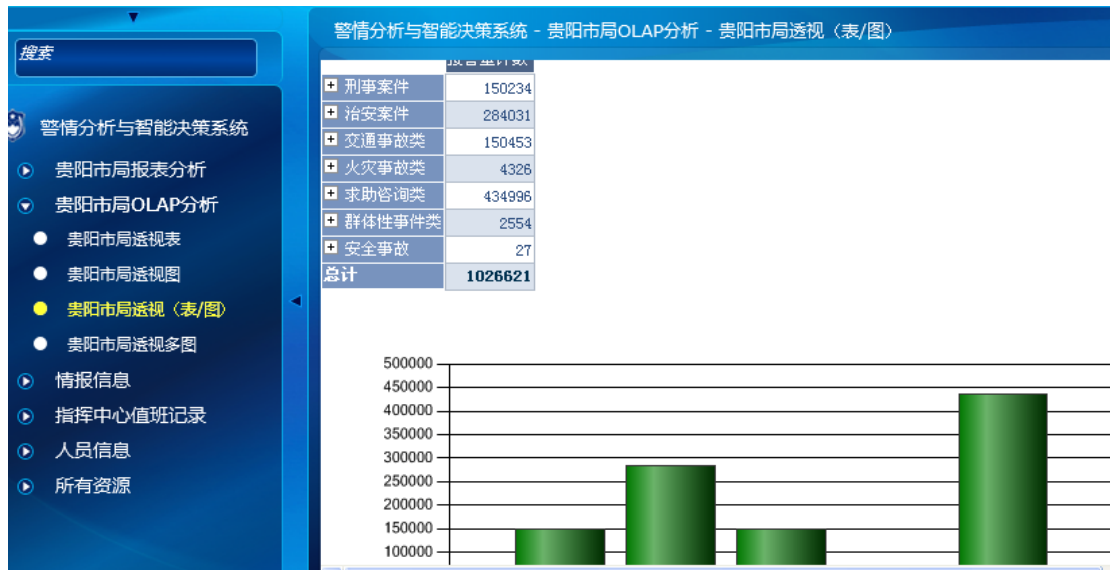 搜索
警情分析与智能决策系统
贵阳市局报表分析
贵阳市局OLAP分析
贵阳市局透视表
贵阳市局透视图
贵阳市局透视（表/图）
贵阳市局透视多图
情报信息
指挥中心值班记录
人员信息
所有资源
警情分析与智能决策系统 - 贵阳市局OLAP分析 - 贵阳市局透视（表/图）
刑事案件 150234
治安案件 284031
交通事故类 150453
火灾事故类 4326
求助咨询类 434996
群体性事件类 2554
安全事故 27
总计 1026621
500000
450000
400000
350000
300000
250000
200000
150000
100000